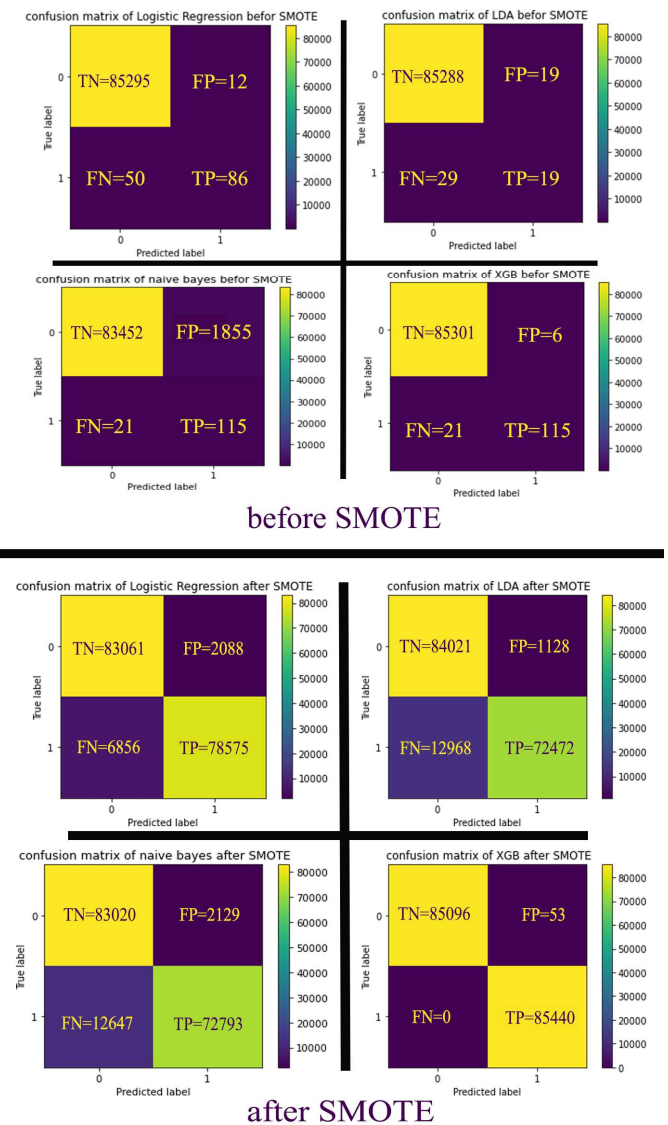 confusion matrix of Logistic Regression befor SMOTE
TN=85295 FP=12
FN=50 TP=86
True label
Predicted label
0
1
0 1
80000
70000
60000
50000
40000
30000
20000
10000
confusion matrix of LDA befor SMOTE
TN=85288 FP=19
FN=29 TP=19
True label
Predicted label
0
1
0 1
80000
70000
60000
50000
40000
30000
20000
10000
confusion matrix of naive bayes befor SMOTE
TN=83452 FP=1855
FN=21 TP=115
True label
Predicted label
0
1
0 1
80000
70000
60000
50000
40000
30000
20000
10000
confusion matrix of XGB befor SMOTE
TN=85301 FP=6
FN=21 TP=115
True label
Predicted label
0
1
0 1
80000
70000
60000
50000
40000
30000
20000
10000
before SMOTE
confusion matrix of Logistic Regression after SMOTE
TN=83061 FP=2088
FN=6856 TP=78575
True label
Predicted label
0
1
0 1
80000
70000
60000
50000
40000
30000
20000
10000
confusion matrix of LDA after SMOTE
TN=84021 FP=1128
FN=12968 TP=72472
True label
Predicted label
0
1
0 1
80000
70000
60000
50000
40000
30000
20000
10000
confusion matrix of naive bayes after SMOTE
TN=83020 FP=2129
FN=12647 TP=72793
True label
Predicted label
0
1
0 1
80000
70000
60000
50000
40000
30000
20000
10000
confusion matrix of XGB after SMOTE
TN=85096 FP=53
FN=0 TP=85440
True label
Predicted label
0
1
0 1
80000
70000
60000
50000
40000
30000
20000
10000
0
after SMOTE